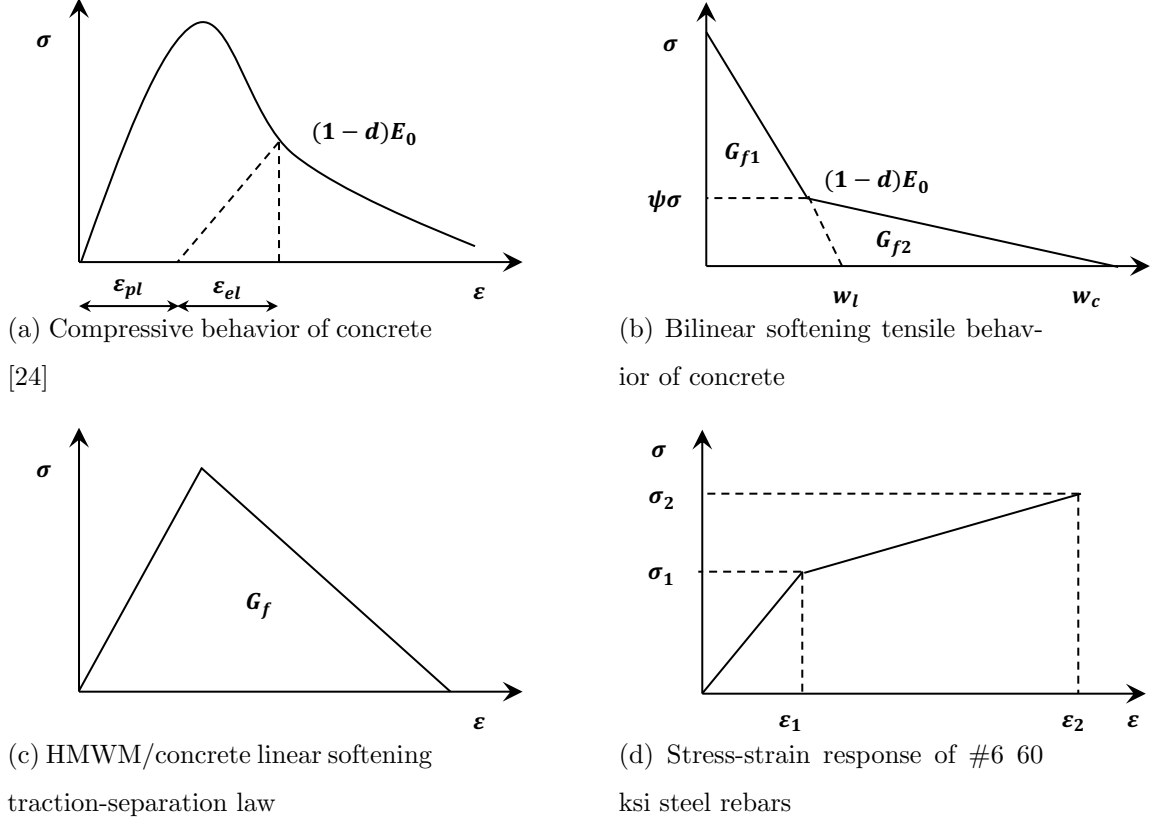 σ
(1 − d)E₀
ε_pl
ε_el
ε
(a) Compressive behavior of concrete
[24]
σ
G_f1
(1 − d)E₀
ψσ
G_f2
w_l
w_c
(b) Bilinear softening tensile behav-
ior of concrete
σ
G_f
ε
(c) HMWM/concrete linear softening
traction-separation law
σ
σ₂
σ₁
ε₁
ε₂
ε
(d) Stress-strain response of #6 60
ksi steel rebars